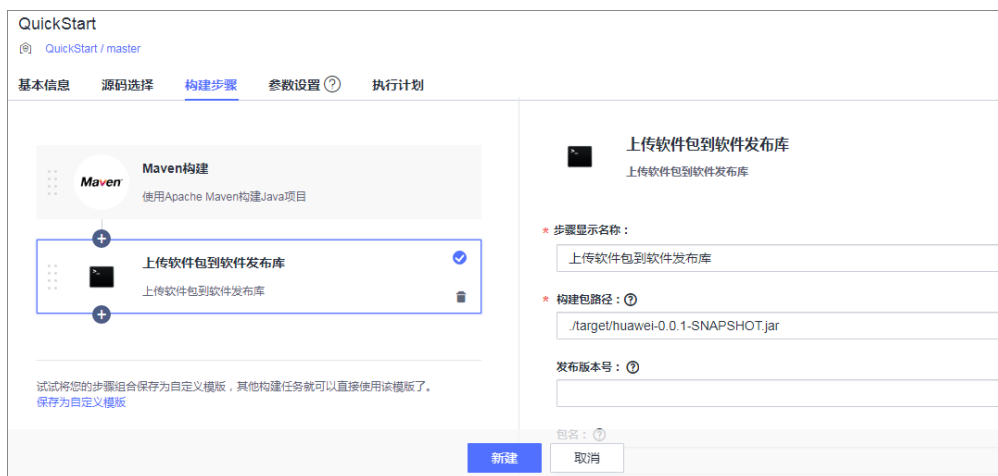 QuickStart
QuickStart / master
基本信息 源码选择 构建步骤 参数设置 ? 执行计划
Maven
Maven构建
使用Apache Maven构建Java项目
上传软件包到软件发布库
上传软件包到软件发布库
试试将您的步骤组合保存为自定义模版，其他构建任务就可以直接使用该模版了。
保存为自定义模版
上传软件包到软件发布库
上传软件包到软件发布库
* 步骤显示名称：
上传软件包到软件发布库
* 构建包路径： ?
./target/huawei-0.0.1-SNAPSHOT.jar
发布版本号： ?
包名： ?
新建 取消